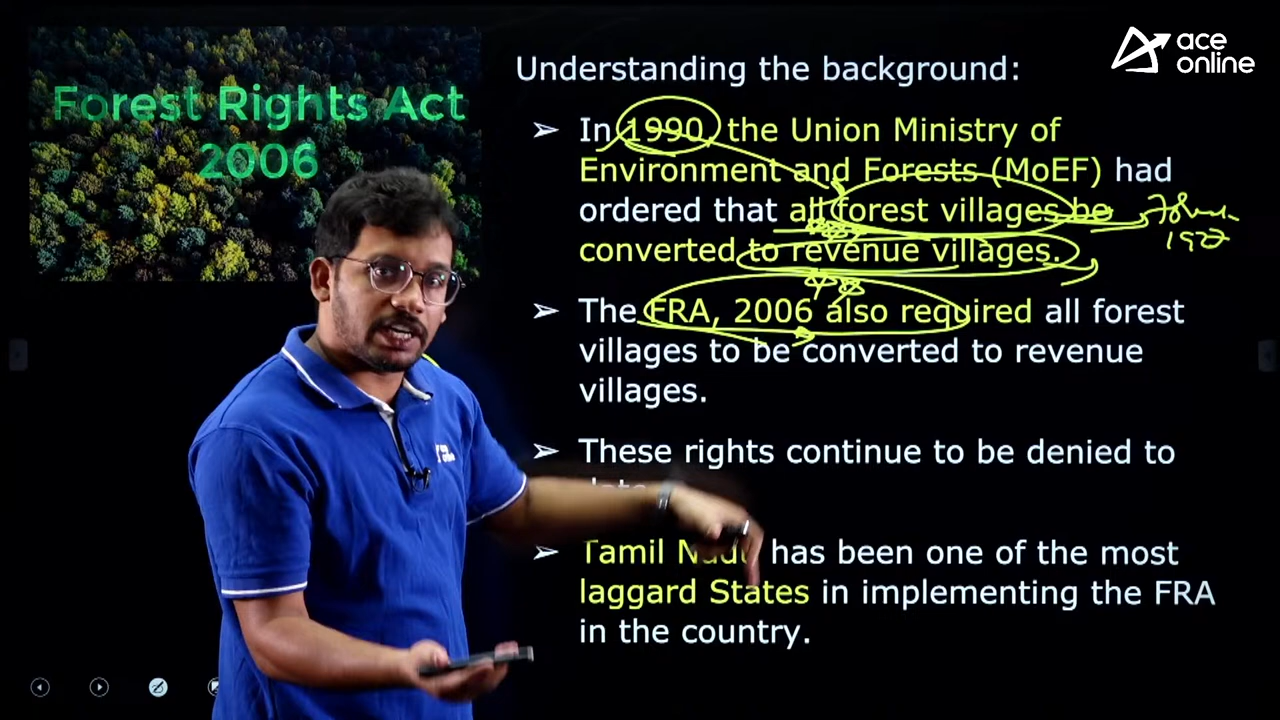 Forest Rights Act
2006
ace
online
Understanding the background:
➢ In 1990, the Union Ministry of
Environment and Forests (MoEF) had
ordered that all forest villages be
converted to revenue villages.
1927
➢ The FRA, 2006 also required all forest
villages to be converted to revenue
villages.
➢ These rights continue to be denied to
date
➢ Tamil Nadu has been one of the most
laggard States in implementing the FRA
in the country.